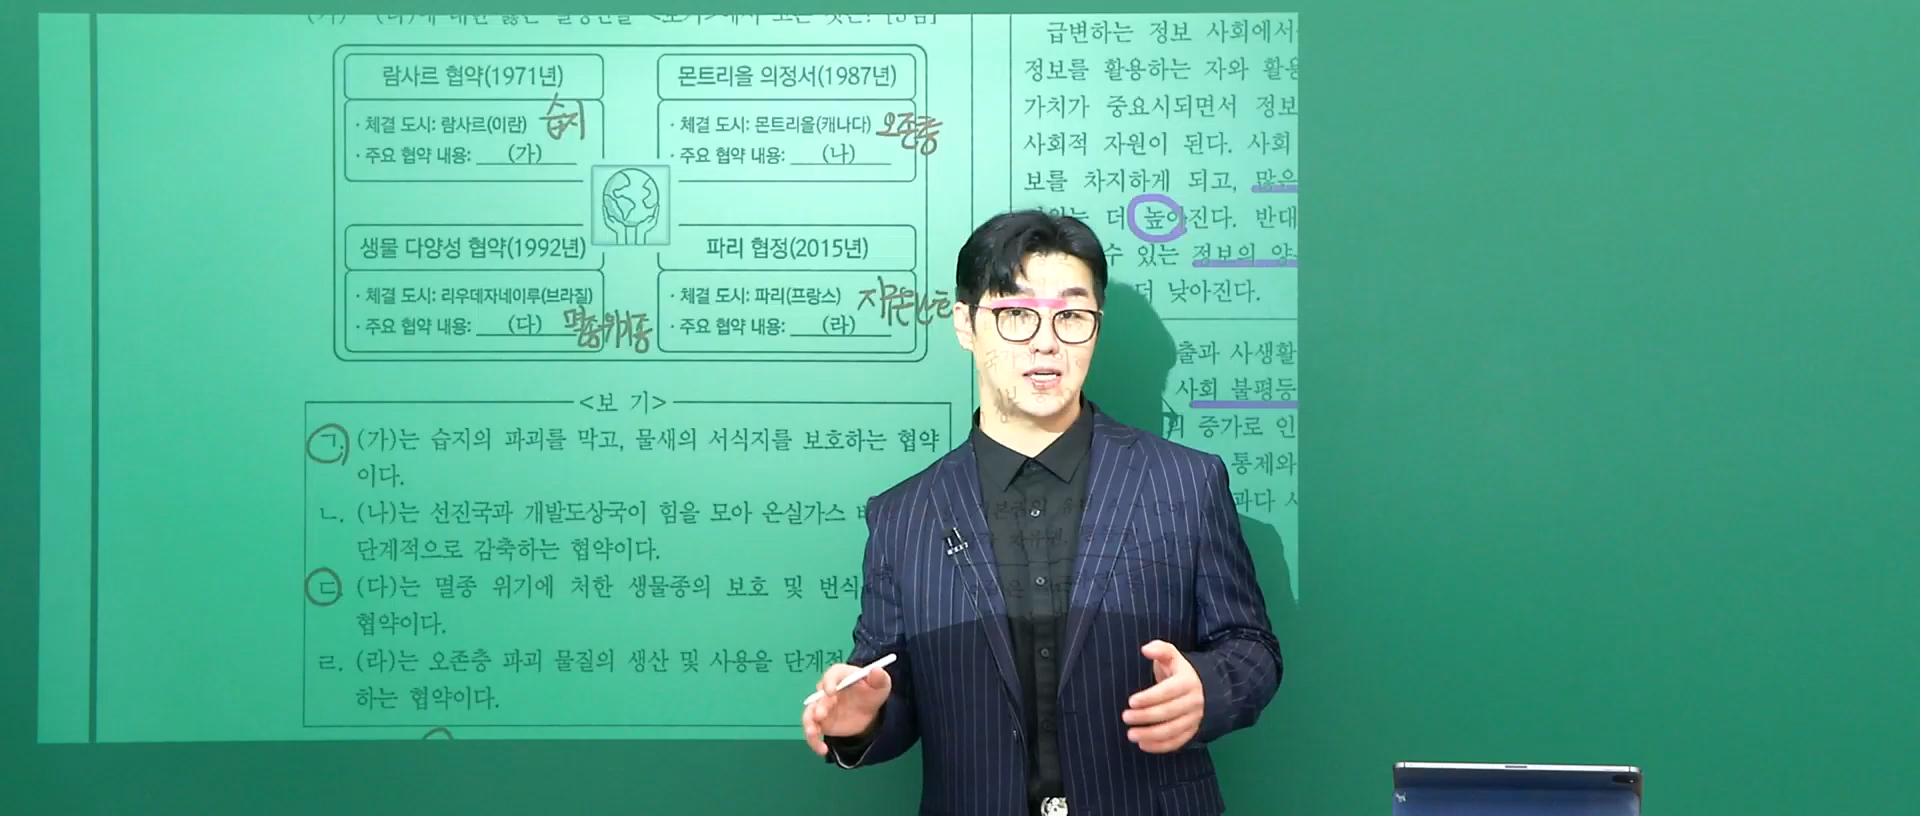 람사르 협약(1971년)
· 체결 도시: 람사르(이란) 습지
· 주요 협약 내용: (가)
몬트리올 의정서(1987년)
· 체결 도시: 몬트리올(캐나다) 오존층
· 주요 협약 내용: (나)
생물 다양성 협약(1992년)
· 체결 도시: 리우데자네이루(브라질)
· 주요 협약 내용: (다) 멸종위기종
파리 협정(2015년)
· 체결 도시: 파리(프랑스) 지구온난화
· 주요 협약 내용: (라)
<보 기>
ㄱ. (가)는 습지의 파괴를 막고, 물새의 서식지를 보호하는 협약
이다.
ㄴ. (나)는 선진국과 개발도상국이 힘을 모아 온실가스
단계적으로 감축하는 협약이다.
ㄷ. (다)는 멸종 위기에 처한 생물종의 보호 및 번식
협약이다.
ㄹ. (라)는 오존층 파괴 물질의 생산 및 사용을 단계적
하는 협약이다.
급변하는 정보 사회에서
정보를 활용하는 자와 활용
가치가 중요시되면서 정보
사회적 자원이 된다. 사회
보를 차지하게 되고, 많은
더 높아진다. 반대
수 있는 정보의 양
더 낮아진다.
출과 사생활
사회 불평등
의 증가로 인
통제와
과다 사